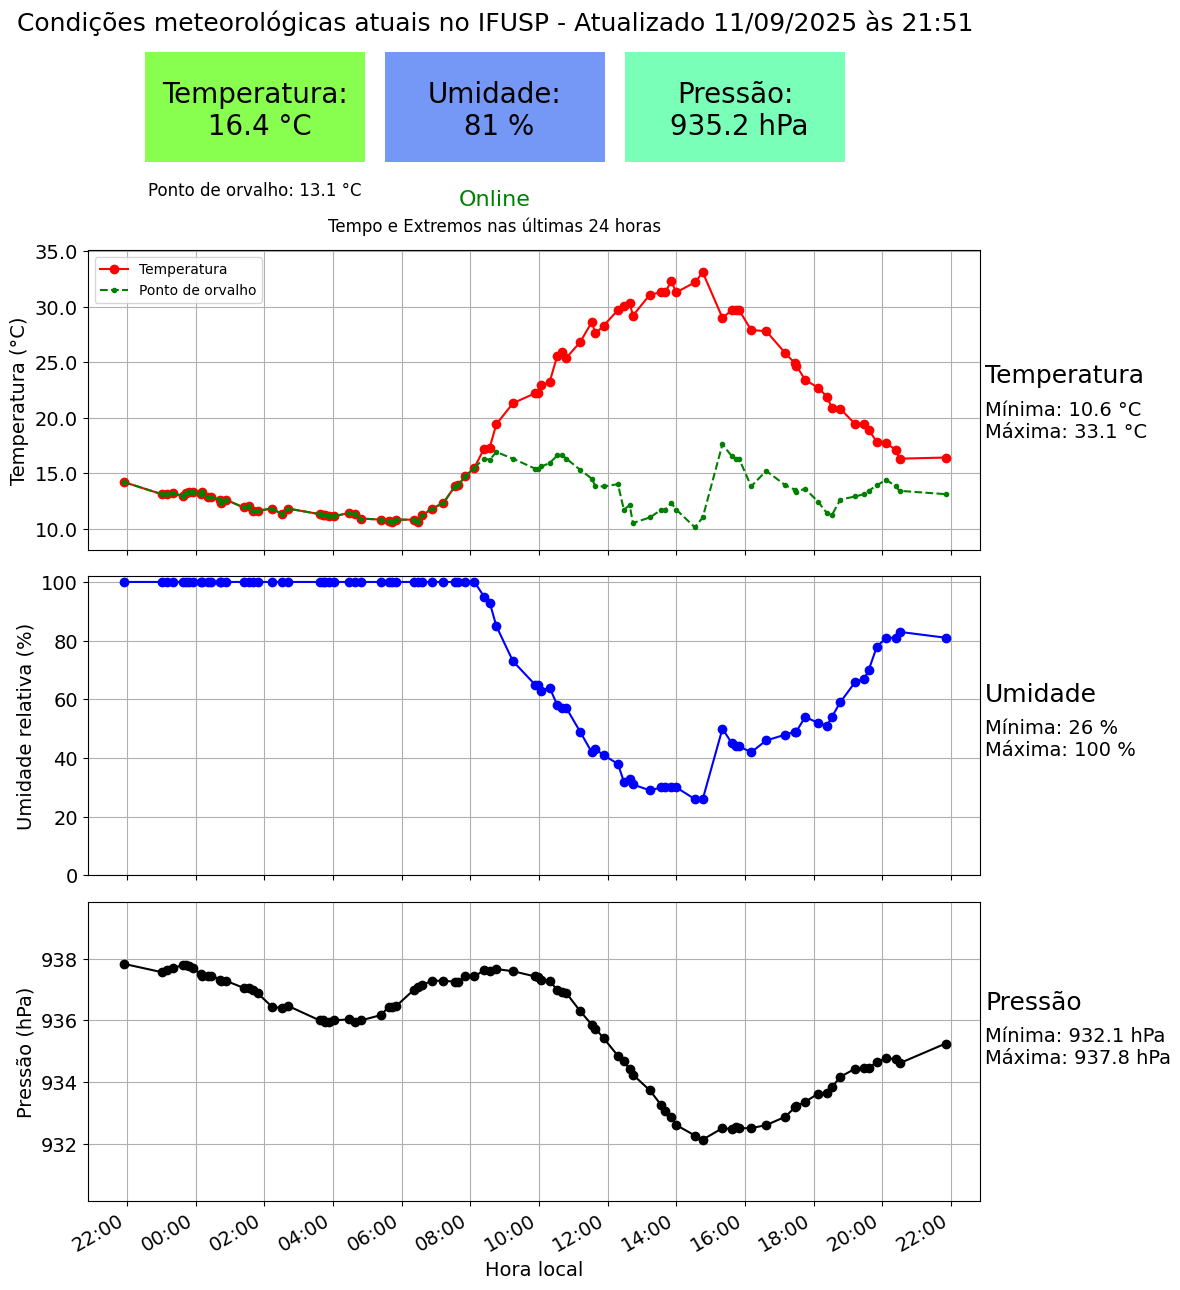 Condições meteorológicas atuais no IFUSP - Atualizado 11/09/2025 às 21:51
Temperatura:
16.4 °C
Umidade:
81 %
Pressão:
935.2 hPa
Ponto de orvalho: 13.1 °C
Online
Tempo e Extremos nas últimas 24 horas
Temperatura (°C)
35.0
30.0
25.0
20.0
15.0
10.0
Temperatura
Ponto de orvalho
Temperatura
Mínima: 10.6 °C
Máxima: 33.1 °C
Umidade relativa (%)
100
80
60
40
20
0
Umidade
Mínima: 26 %
Máxima: 100 %
Pressão (hPa)
938
936
934
932
Pressão
Mínima: 932.1 hPa
Máxima: 937.8 hPa
22:00 00:00 02:00 04:00 06:00 08:00 10:00 12:00 14:00 16:00 18:00 20:00 22:00
Hora local